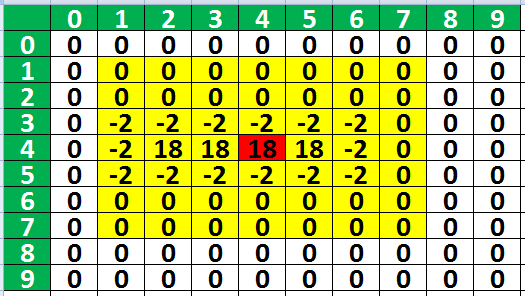 0 1 2 3 4 5 6 7 8 9
0 0 0 0 0 0 0 0 0 0 0
1 0 0 0 0 0 0 0 0 0 0
2 0 0 0 0 0 0 0 0 0 0
3 0 -2 -2 -2 -2 -2 -2 0 0 0
4 0 -2 18 18 18 18 -2 0 0 0
5 0 -2 -2 -2 -2 -2 -2 0 0 0
6 0 0 0 0 0 0 0 0 0 0
7 0 0 0 0 0 0 0 0 0 0
8 0 0 0 0 0 0 0 0 0 0
9 0 0 0 0 0 0 0 0 0 0